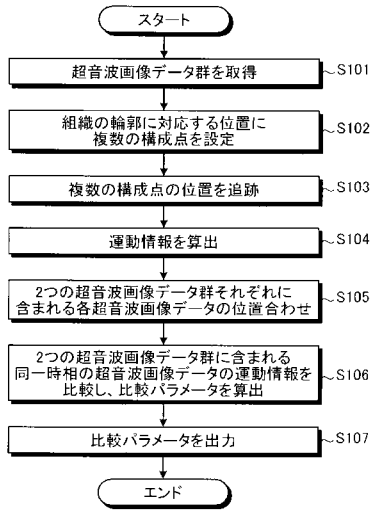 スタート
超音波画像データ群を取得
S101
組織の輪郭に対応する位置に
複数の構成点を設定
S102
複数の構成点の位置を追跡
S103
運動情報を算出
S104
2つの超音波画像データ群それぞれに
含まれる各超音波画像データの位置合わせ
S105
2つの超音波画像データ群に含まれる
同一時相の超音波画像データの運動情報を
比較し、比較パラメータを算出
S106
比較パラメータを出力
S107
エンド